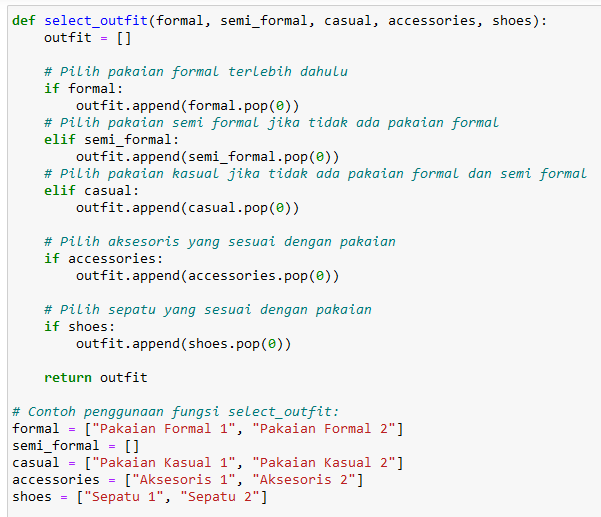 def select_outfit(formal, semi_formal, casual, accessories, shoes):
    outfit = []

    # Pilih pakaian formal terlebih dahulu
    if formal:
        outfit.append(formal.pop(0))
    # Pilih pakaian semi formal jika tidak ada pakaian formal
    elif semi_formal:
        outfit.append(semi_formal.pop(0))
    # Pilih pakaian kasual jika tidak ada pakaian formal dan semi formal
    elif casual:
        outfit.append(casual.pop(0))

    # Pilih aksesoris yang sesuai dengan pakaian
    if accessories:
        outfit.append(accessories.pop(0))

    # Pilih sepatu yang sesuai dengan pakaian
    if shoes:
        outfit.append(shoes.pop(0))

    return outfit

# Contoh penggunaan fungsi select_outfit:
formal = ["Pakaian Formal 1", "Pakaian Formal 2"]
semi_formal = []
casual = ["Pakaian Kasual 1", "Pakaian Kasual 2"]
accessories = ["Aksesoris 1", "Aksesoris 2"]
shoes = ["Sepatu 1", "Sepatu 2"]